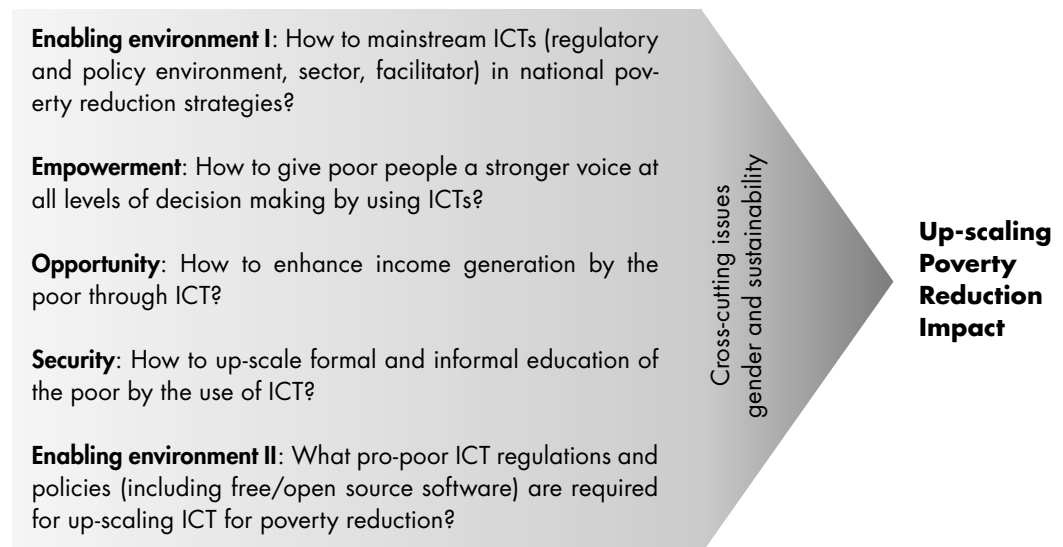 Enabling environment I: How to mainstream ICTs (regulatory
and policy environment, sector, facilitator) in national pov-
erty reduction strategies?
Empowerment: How to give poor people a stronger voice at
all levels of decision making by using ICTs?
Opportunity: How to enhance income generation by the
poor through ICT?
Security: How to up-scale formal and informal education of
the poor by the use of ICT?
Enabling environment II: What pro-poor ICT regulations and
policies (including free/open source software) are required
for up-scaling ICT for poverty reduction?
Cross-cutting issues
gender and sustainability
Up-scaling
Poverty
Reduction
Impact